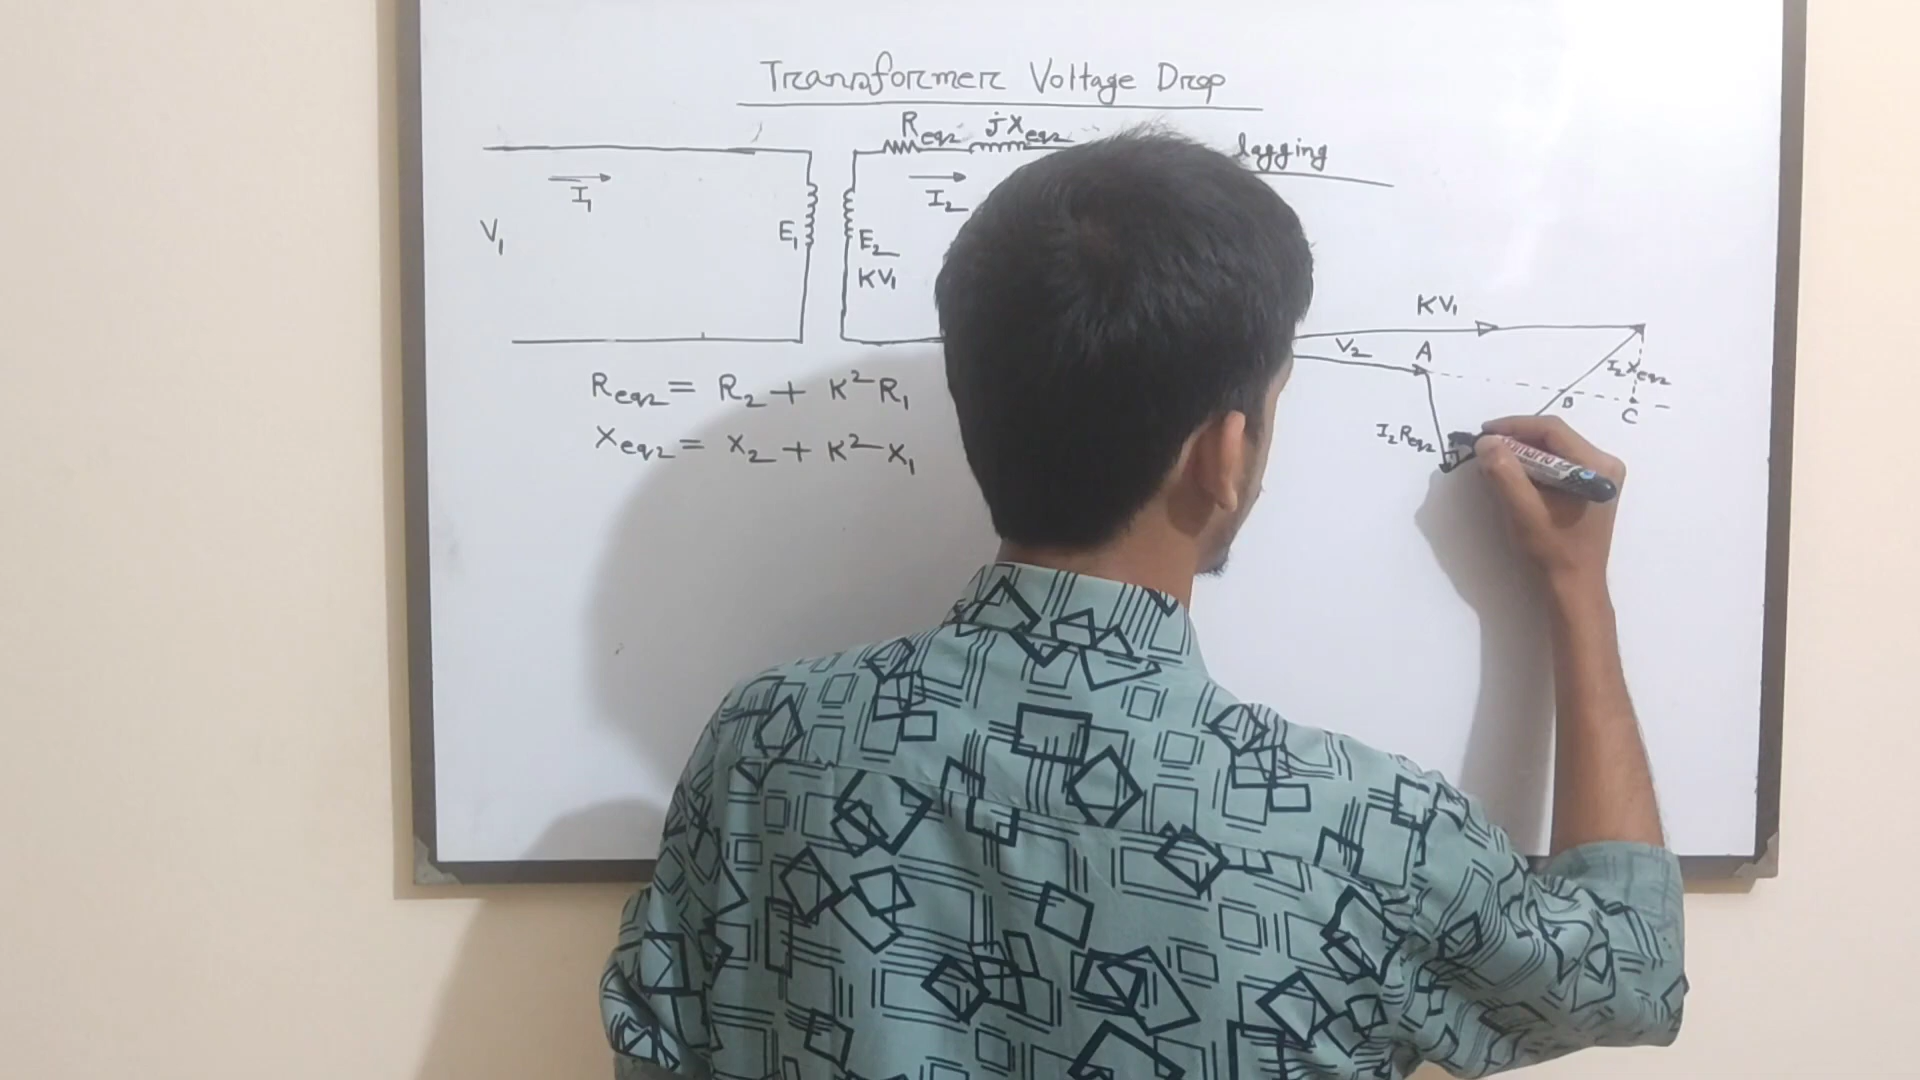 Transformer Voltage Drop
Req2 jXeq2
lagging
I1
I2
V1
E1
E2
KV1
KV1
V2 A
I2Xeq2
B
C
I2Req2
Req2 = R2 + K²R1
Xeq2 = X2 + K²X1